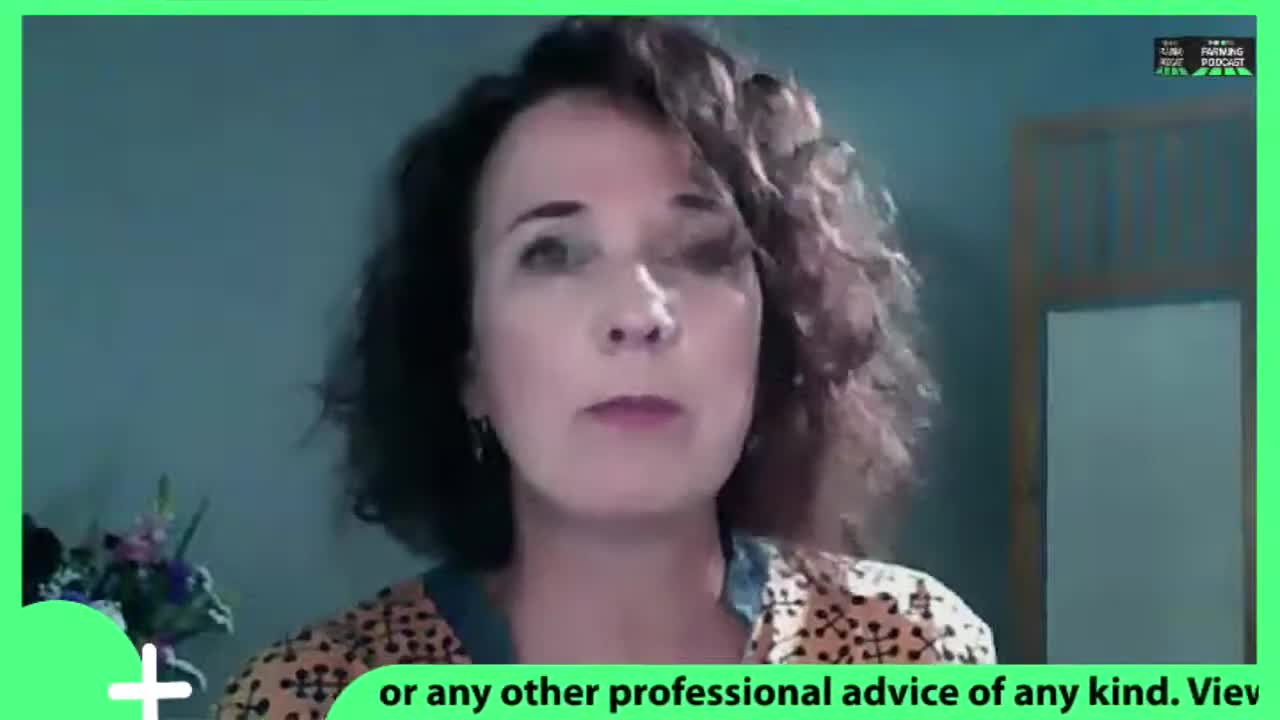 FARMING
PODCAST
or any other professional advice of any kind. View